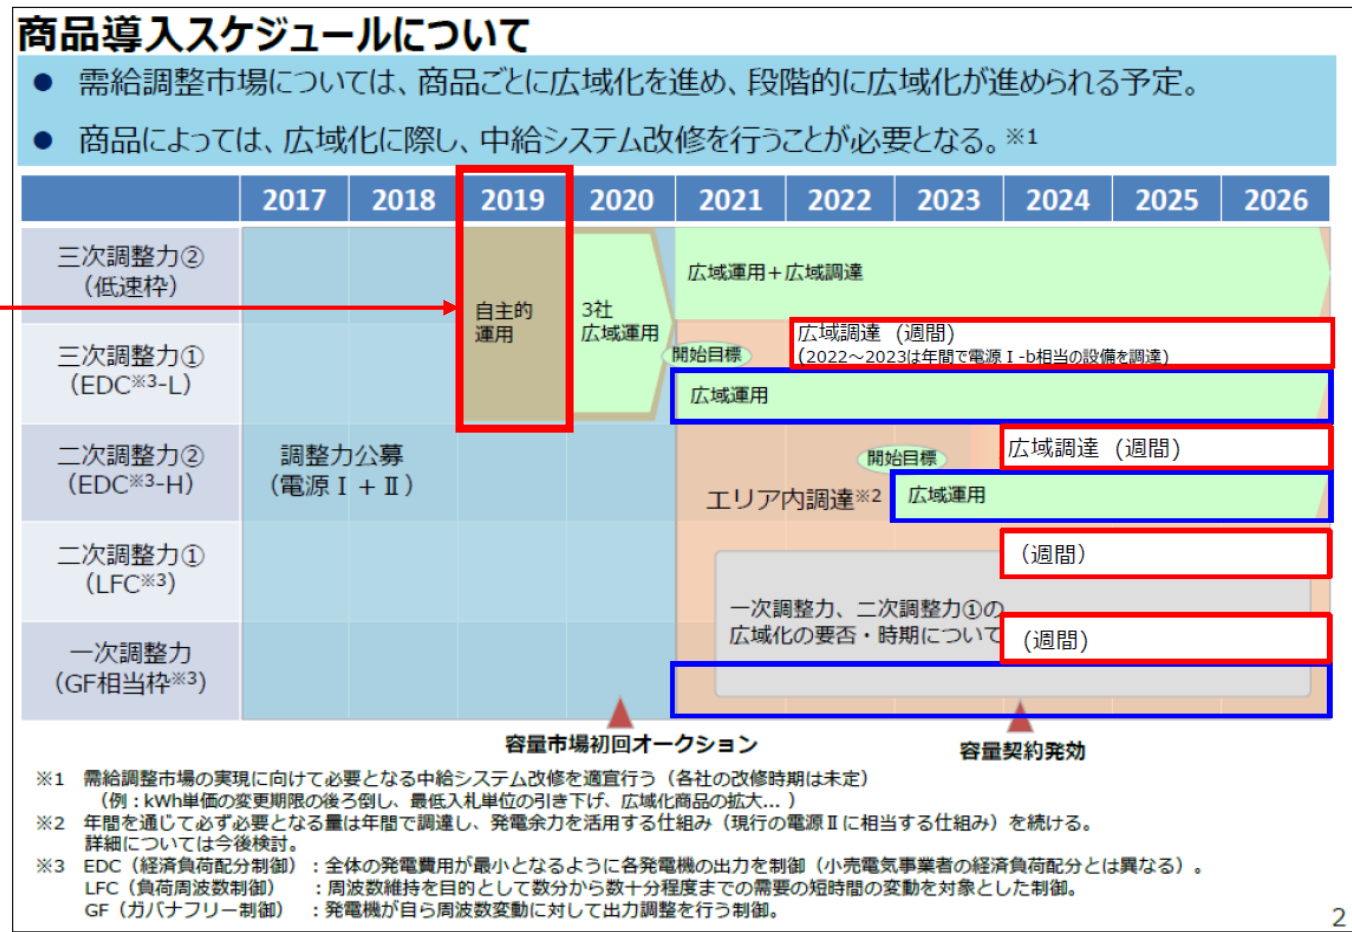 商品導入スケジュールについて
● 需給調整市場については、商品ごとに広域化を進め、段階的に広域化が進められる予定。
● 商品によっては、広域化に際し、中給システム改修を行うことが必要となる。※1
2017 2018 2019 2020 2021 2022 2023 2024 2025 2026
三次調整力②
（低速枠）
広域運用＋広域調達
自主的
運用
3社
広域運用
三次調整力①
（EDC※3-L）
開始目標
広域調達 (週間)
(2022～2023は年間で電源Ⅰ-b相当の設備を調達)
広域運用
二次調整力②
（EDC※3-H）
調整力公募
（電源Ⅰ＋Ⅱ）
開始目標
広域調達 (週間)
エリア内調達※2
広域運用
二次調整力①
（LFC※3）
(週間)
一次調整力、二次調整力①の
広域化の要否・時期について
一次調整力
（GF相当枠※3）
(週間)
容量市場初回オークション
容量契約発効
※1 需給調整市場の実現に向けて必要となる中給システム改修を適宜行う（各社の改修時期は未定）
（例：kWh単価の変更期限の後ろ倒し、最低入札単位の引き下げ、広域化商品の拡大… ）
※2 年間を通じて必ず必要となる量は年間で調達し、発電余力を活用する仕組み（現行の電源Ⅱに相当する仕組み）を続ける。
詳細については今後検討。
※3 EDC（経済負荷配分制御）：全体の発電費用が最小となるように各発電機の出力を制御（小売電気事業者の経済負荷配分とは異なる）。
LFC（負荷周波数制御） ：周波数維持を目的として数分から数十分程度までの需要の短時間の変動を対象とした制御。
GF（ガバナフリー制御） ：発電機が自ら周波数変動に対して出力調整を行う制御。
2